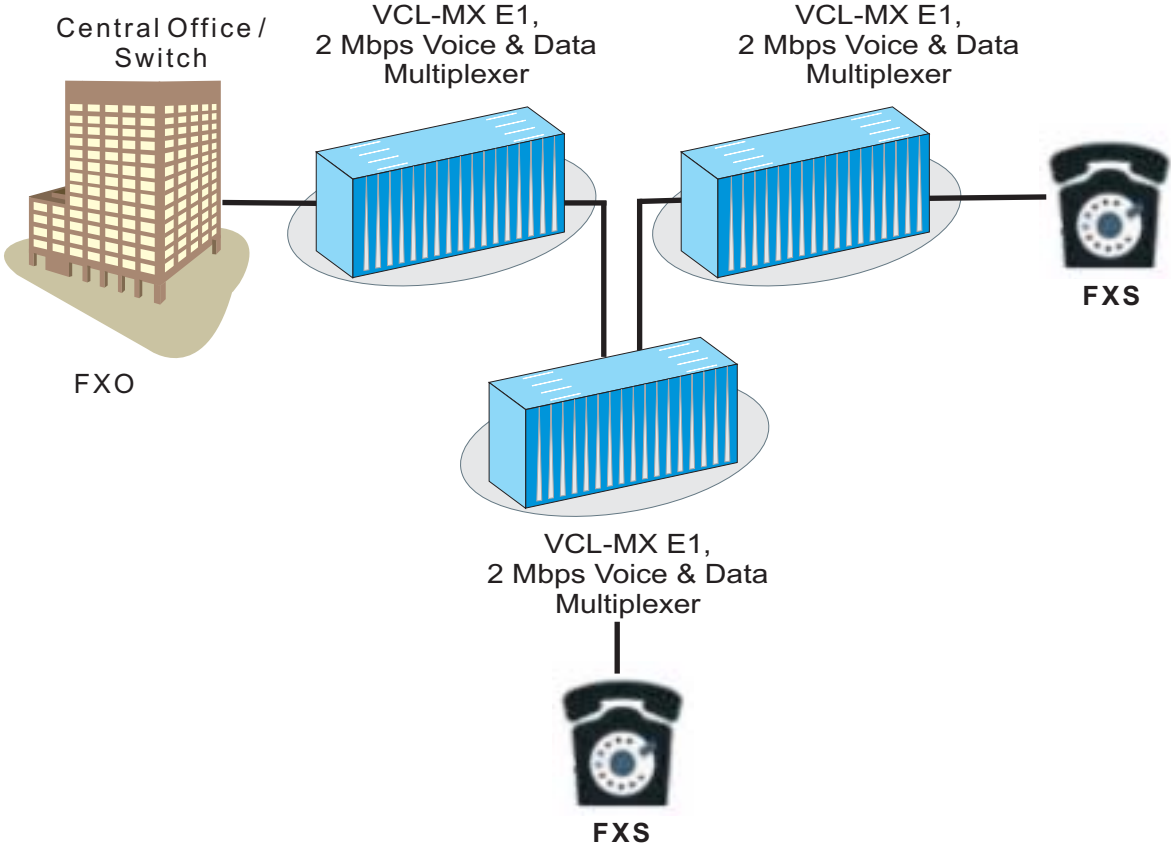 Central Office /
Switch
VCL-MX E1,
2 Mbps Voice & Data
Multiplexer
VCL-MX E1,
2 Mbps Voice & Data
Multiplexer
FXS
FXO
VCL-MX E1,
2 Mbps Voice & Data
Multiplexer
FXS